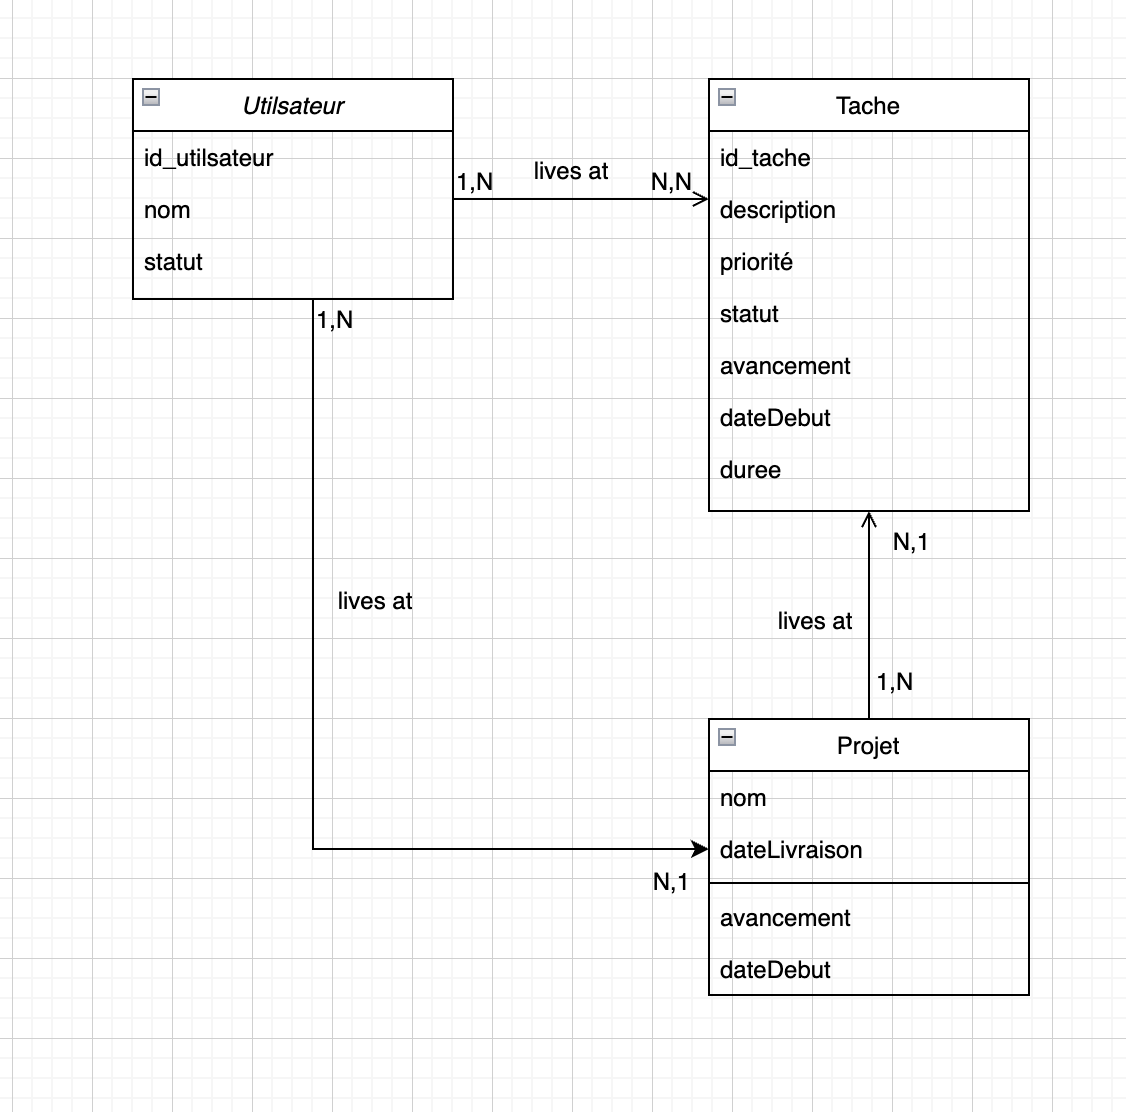 Utilsateur
id_utilsateur
nom
statut
1,N
lives at
N,N
Tache
id_tache
description
priorité
statut
avancement
dateDebut
duree
1,N
lives at
N,1
N,1
lives at
1,N
Projet
nom
dateLivraison
avancement
dateDebut